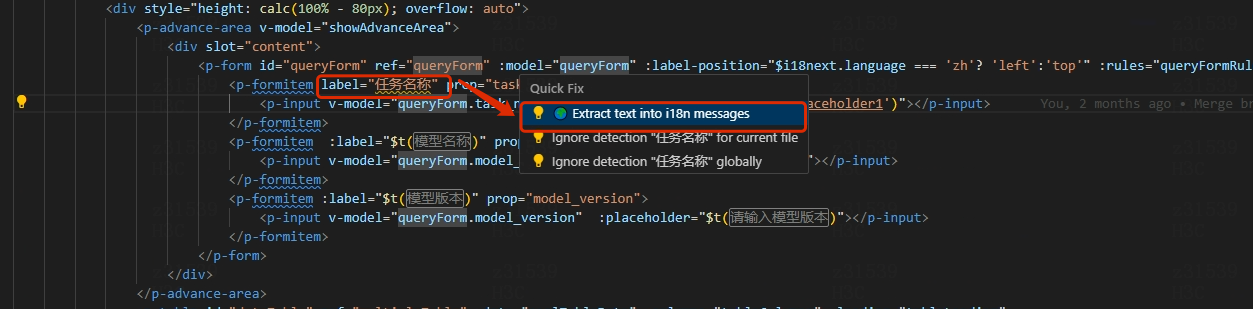 <div style="height: calc(100% - 80px); overflow: auto">
<p-advance-area v-model="showAdvanceArea">
<div slot="content">
<p-form id="queryForm" ref="queryForm" :model="queryForm" :label-position="$i18next.language === 'zh'? 'left':'top'" :rules="queryFormRul
<p-formitem label="任务名称" prop="task
Quick Fix
<p-input v-model="queryForm.task aceholder1')"></p-input> You, 2 months ago • Merge br
Extract text into i18n messages
</p-formitem>
Ignore detection "任务名称" for current file
<p-formitem :label="$t(模型名称)" prop
Ignore detection "任务名称" globally
<p-input v-model="queryForm.model_ "></p-input>
</p-formitem>
<p-formitem :label="$t(模型版本)" prop="model_version">
<p-input v-model="queryForm.model_version" :placeholder="$t(请输入模型版本)"></p-input>
</p-formitem>
</p-form>
</div>
</p-advance-area>